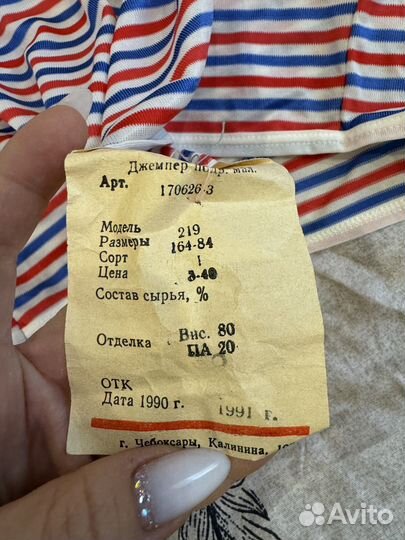 Джемпер подр. мал.
Арт. 170626-3
Модель 219
Размеры 164-84
Сорт 1
Цена 3-40
Состав сырья, %
Вис. 80
Отделка ПА 20
ОТК
Дата 1990 г. 1991 г.
г. Чебоксары, Калинина,
Avito